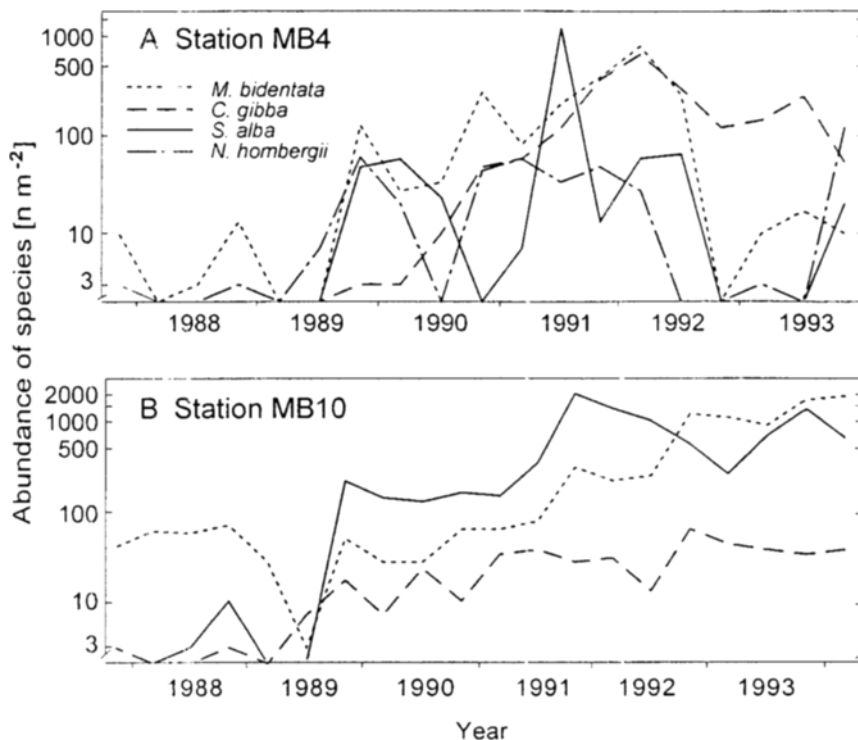 Abundance of species [n m-2]
A Station MB4
M. bidentata
C. gibba
S. alba
N. hombergii
1000
500
100
10
3
1988 1989 1990 1991 1992 1993
B Station MB10
2000
1000
500
100
10
3
1988 1989 1990 1991 1992 1993
Year